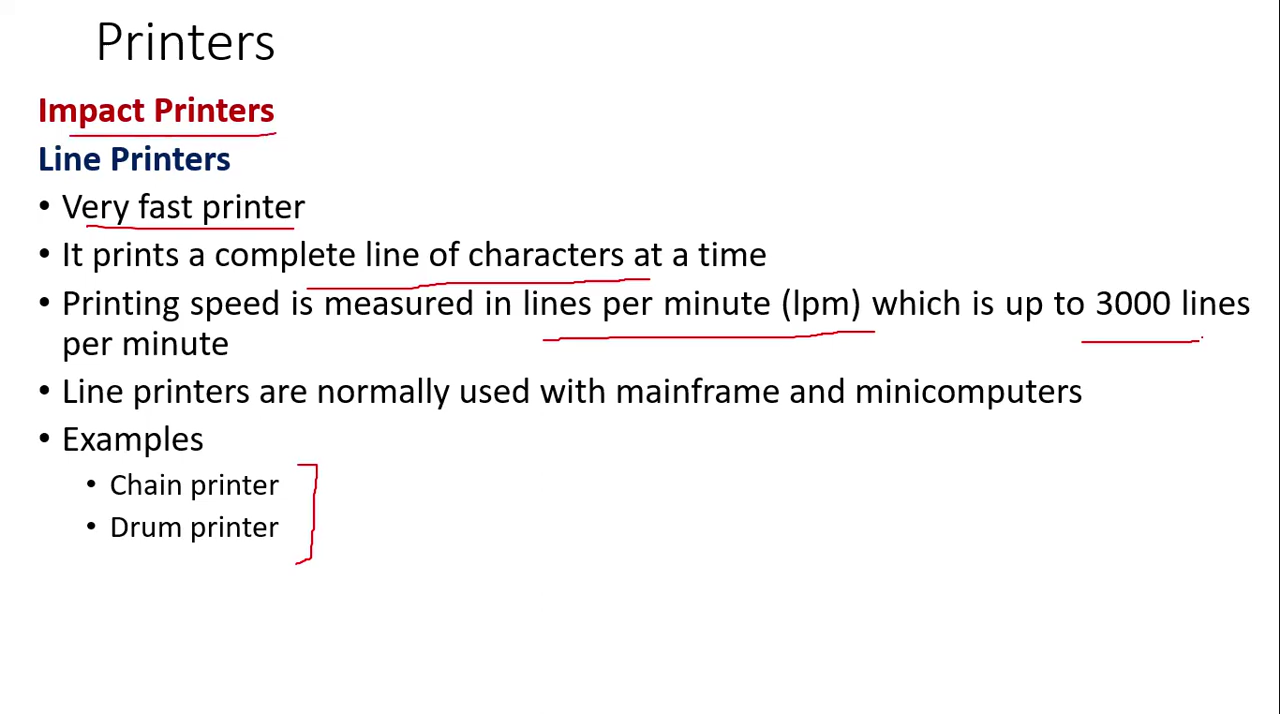 Printers
Impact Printers
Line Printers
• Very fast printer
• It prints a complete line of characters at a time
• Printing speed is measured in lines per minute (lpm) which is up to 3000 lines
per minute
• Line printers are normally used with mainframe and minicomputers
• Examples
• Chain printer
• Drum printer